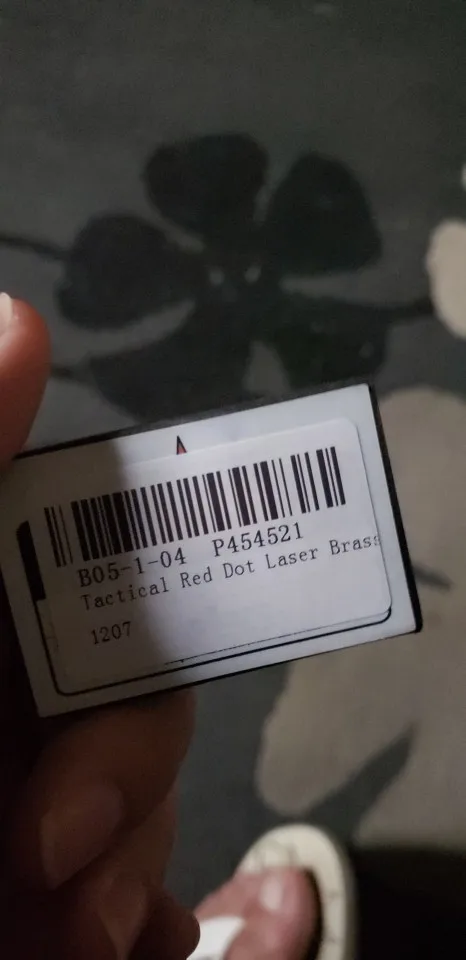 B05-1-04 P454521
Tactical Red Dot Laser Brass
1207